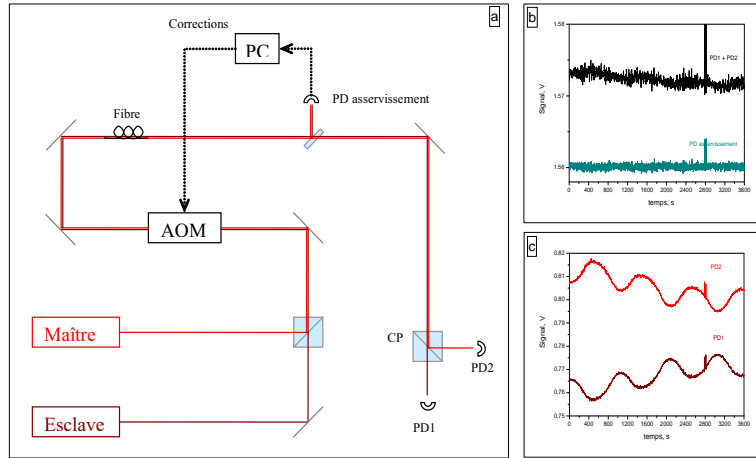 a
Corrections
PC
PD asservissement
Fibre
AOM
Maître
CP
PD2
Esclave
PD1
b
1.58
1.57
1.56
Signal, V
PD1 + PD2
PD asservissement
0 400 800 1200 1600 2000 2400 2800 3200 3600
temps, s
c
0.82
0.81
0.80
0.79
0.78
0.77
0.76
0.75
Signal, V
PD2
PD1
0 400 800 1200 1600 2000 2400 2800 3200 3600
temps, s